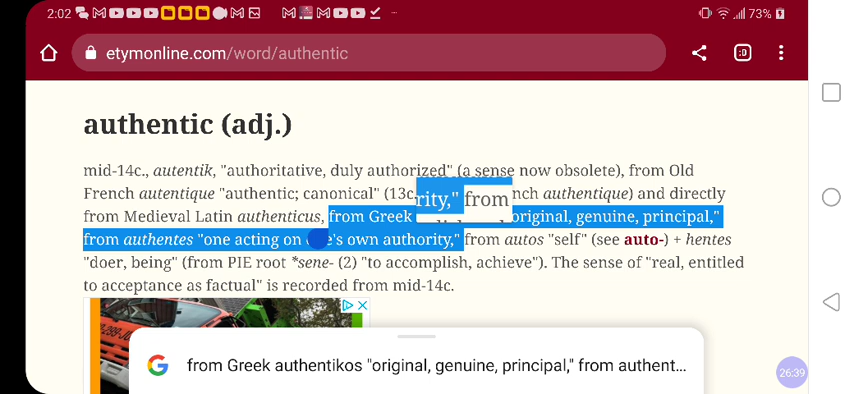 2:02 73%
etymonline.com/word/authentic :D
authentic (adj.)
mid-14c., autentik, "authoritative, duly authorized" (a sense now obsolete), from Old
French autentique "authentic; canonical" (13c. rity," from nch authentique) and directly
from Medieval Latin authenticus, from Greek original, genuine, principal,"
from authentes "one acting on one's own authority," from autos "self" (see auto-) + hentes
"doer, being" (from PIE root *sene- (2) "to accomplish, achieve"). The sense of "real, entitled
to acceptance as factual" is recorded from mid-14c.
from Greek authentikos "original, genuine, principal," from authent...
26:39